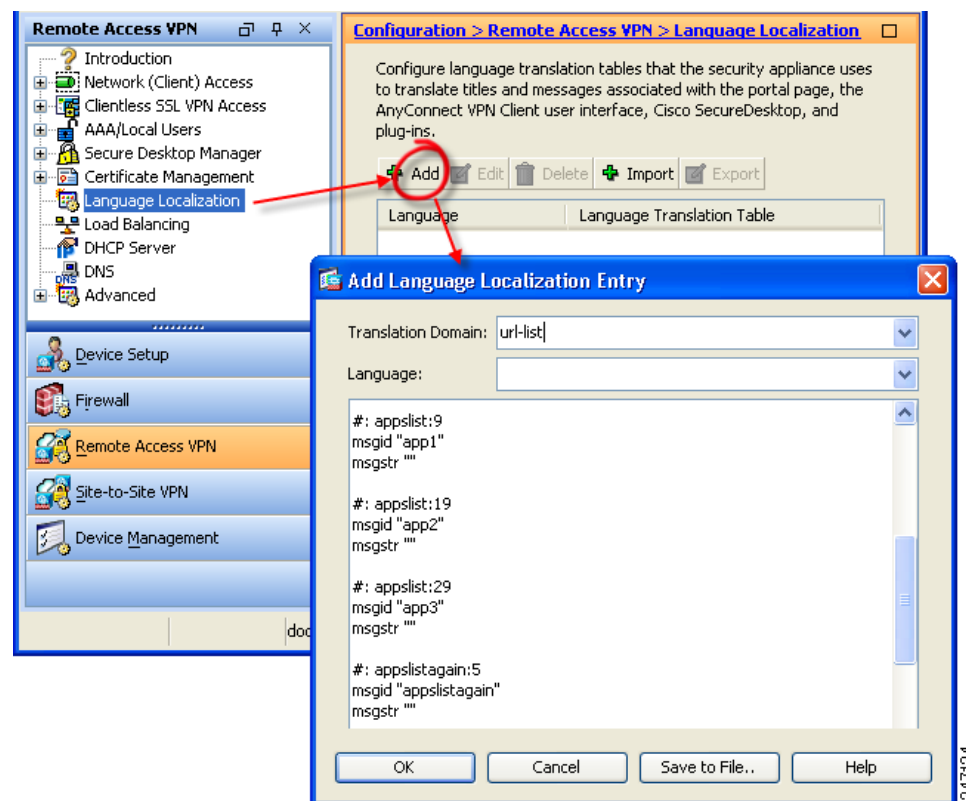 Remote Access VPN
Introduction
Network (Client) Access
Clientless SSL VPN Access
AAA/Local Users
Secure Desktop Manager
Certificate Management
Language Localization
Load Balancing
DHCP Server
DNS
DNS
Advanced
Device Setup
Firewall
Remote Access VPN
Site-to-Site VPN
Device Management
doc
Configuration > Remote Access VPN > Language Localization
Configure language translation tables that the security appliance uses
to translate titles and messages associated with the portal page, the
AnyConnect VPN Client user interface, Cisco SecureDesktop, and
plug-ins.
Add Edit Delete Import Export
Language Language Translation Table
Add Language Localization Entry
Translation Domain: url-list
Language:
#: appslist:9
msgid "app1"
msgstr ""
#: appslist:19
msgid "app2"
msgstr ""
#: appslist:29
msgid "app3"
msgstr ""
#: appslistagain:5
msgid "appslistagain"
msgstr ""
OK Cancel Save to File.. Help